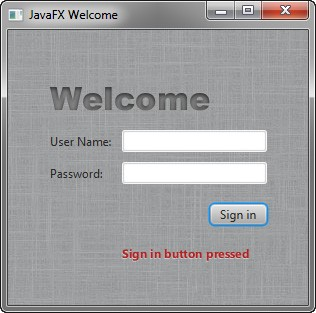 JavaFX Welcome
Welcome
User Name:
Password:
Sign in
Sign in button pressed